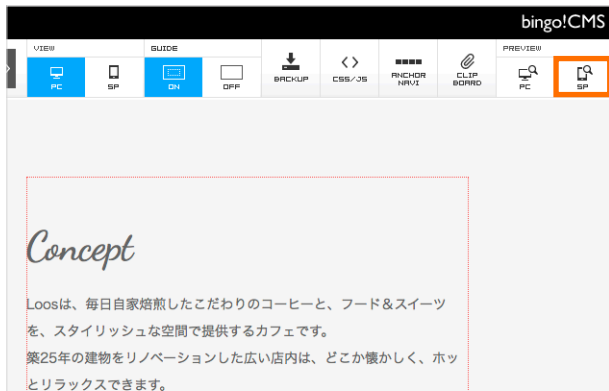 bingo!CMS
VIEW GUIDE PREVIEW
PC SP ON OFF BACKUP CSS/JS ANCHOR NAVI CLIP BOARD PC SP
Concept
Loosは、毎日自家焙煎したこだわりのコーヒーと、フード＆スイーツ
を、スタイリッシュな空間で提供するカフェです。
築25年の建物をリノベーションした広い店内は、どこか懐かしく、ホッ
とリラックスできます。